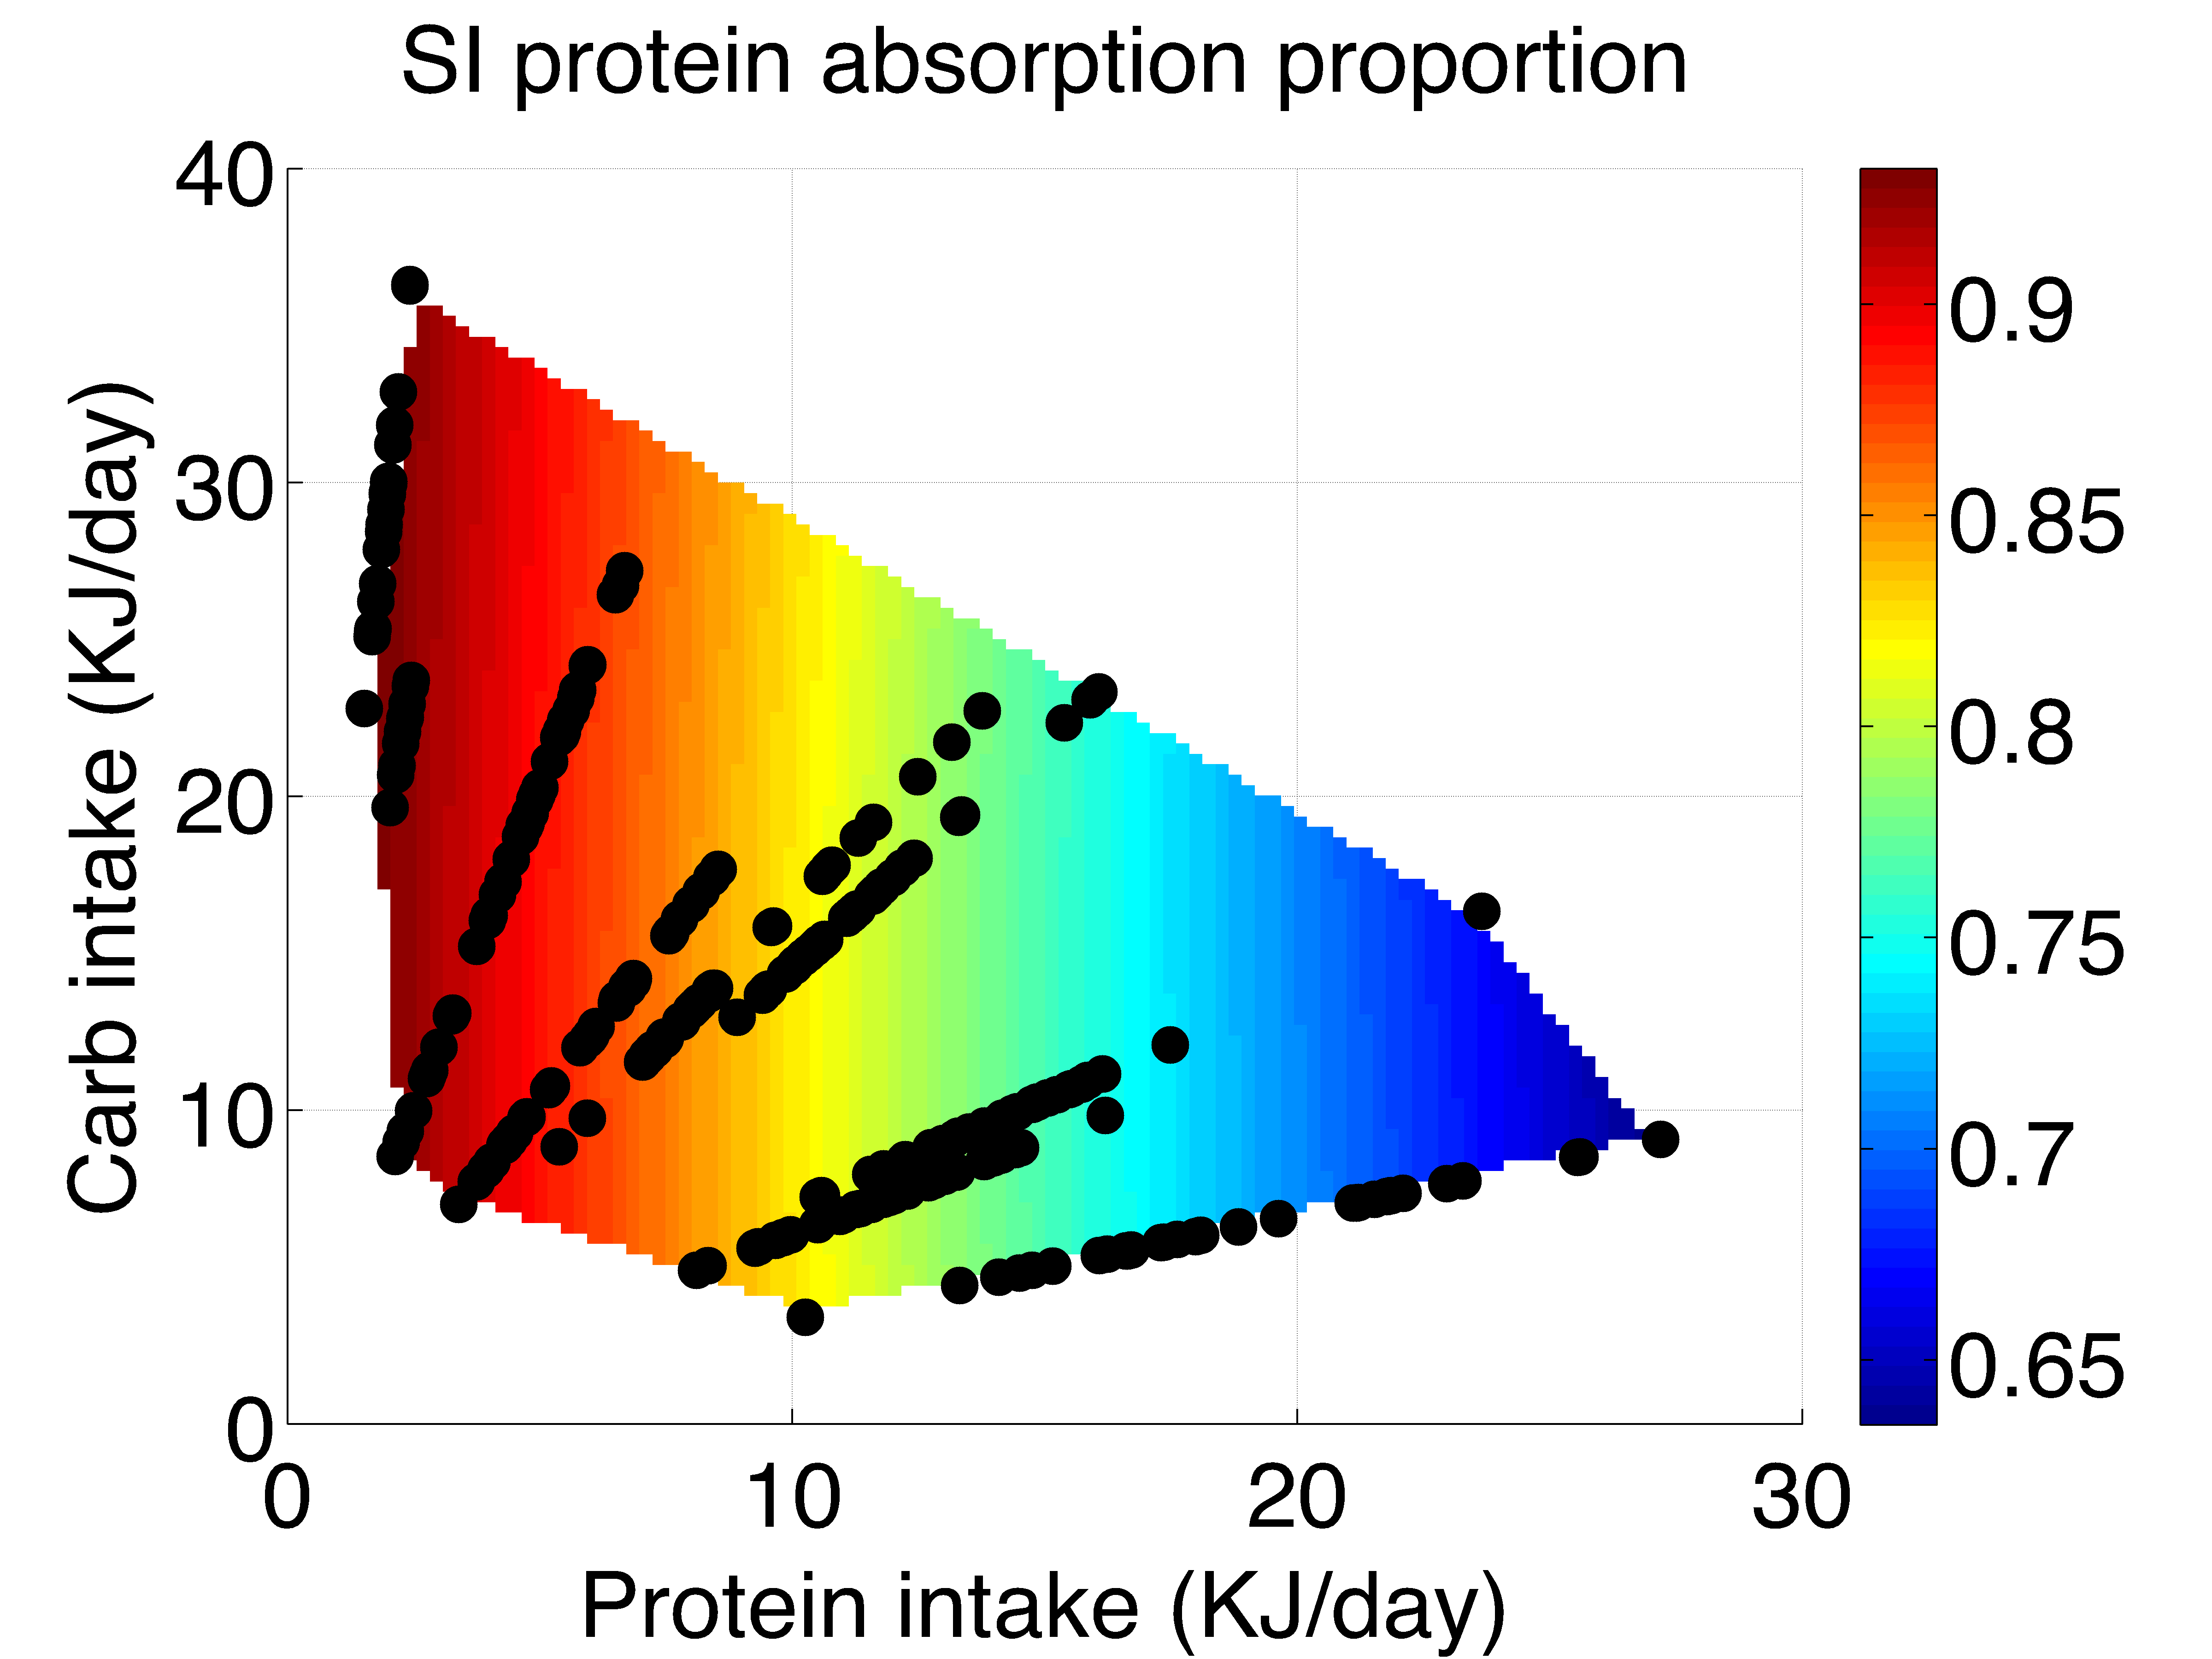 SI protein absorption proportion
40
30
20
10
0
Carb intake (KJ/day)
0 10 20 30
Protein intake (KJ/day)
0.9
0.85
0.8
0.75
0.7
0.65